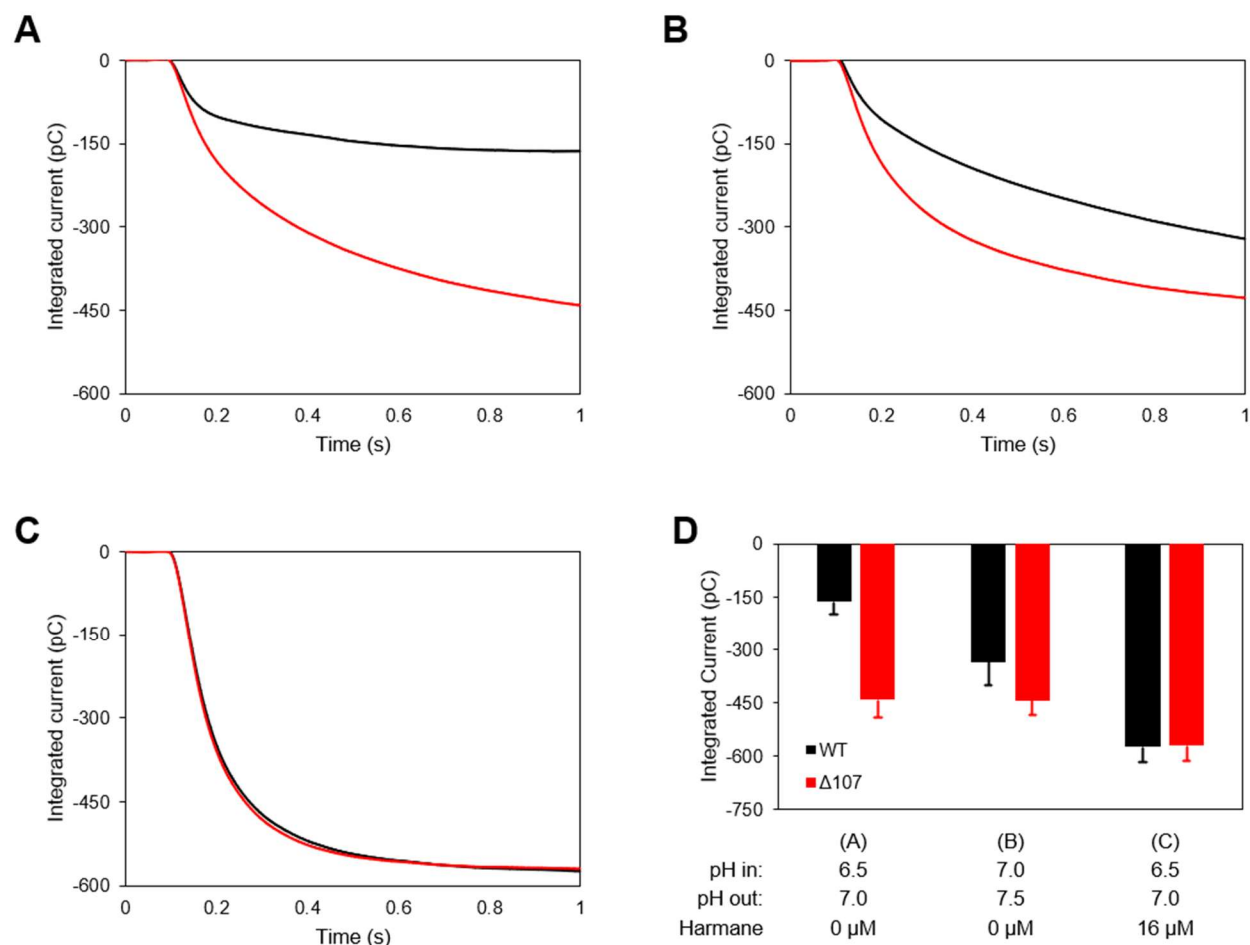 A
Integrated current (pC)
0
-150
-300
-450
-600
0 0.2 0.4 0.6 0.8 1
Time (s)
B
Integrated current (pC)
0
-150
-300
-450
-600
0 0.2 0.4 0.6 0.8 1
Time (s)
C
Integrated current (pC)
0
-150
-300
-450
-600
0 0.2 0.4 0.6 0.8 1
Time (s)
D
Integrated Current (pC)
0
-150
-300
-450
-600
-750
WT
Δ107
(A) (B) (C)
pH in: 6.5 7.0 6.5
pH out: 7.0 7.5 7.0
Harmane 0 µM 0 µM 16 µM